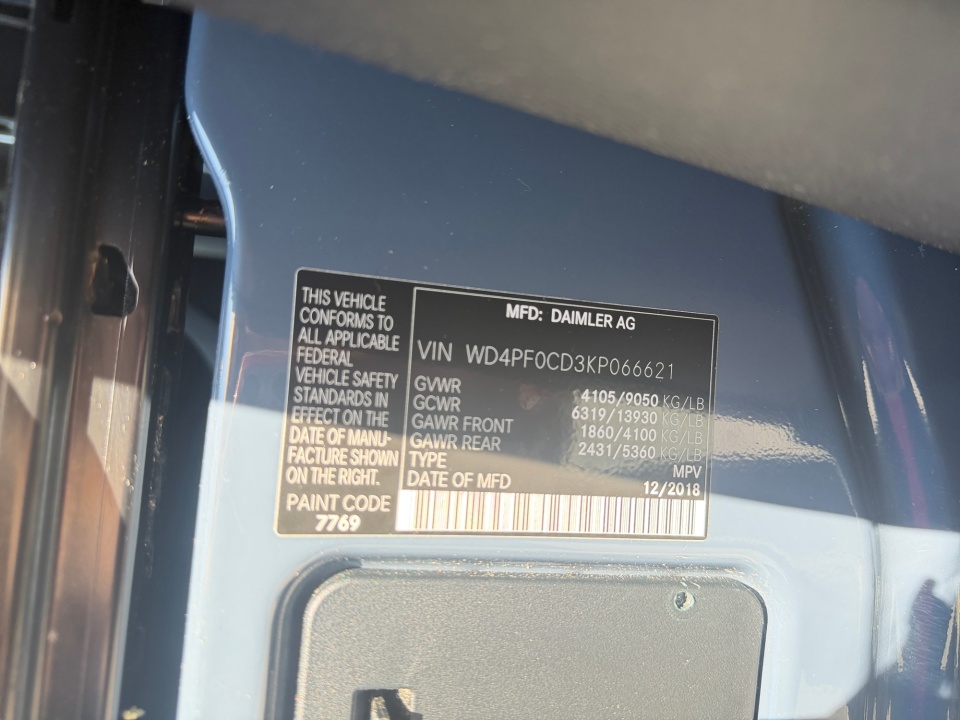 THIS VEHICLE
CONFORMS TO
ALL APPLICABLE
FEDERAL
VEHICLE SAFETY
STANDARDS IN
EFFECT ON THE
DATE OF MANU-
FACTURE SHOWN
ON THE RIGHT.
PAINT CODE
7769
MFD: DAIMLER AG
VIN WD4PF0CD3KP066621
GVWR 4105/9050 KG/LB
GCWR 6319/13930 KG/LB
GAWR FRONT 1860/4100 KG/LB
GAWR REAR 2431/5360 KG/LB
TYPE MPV
DATE OF MFD 12/2018